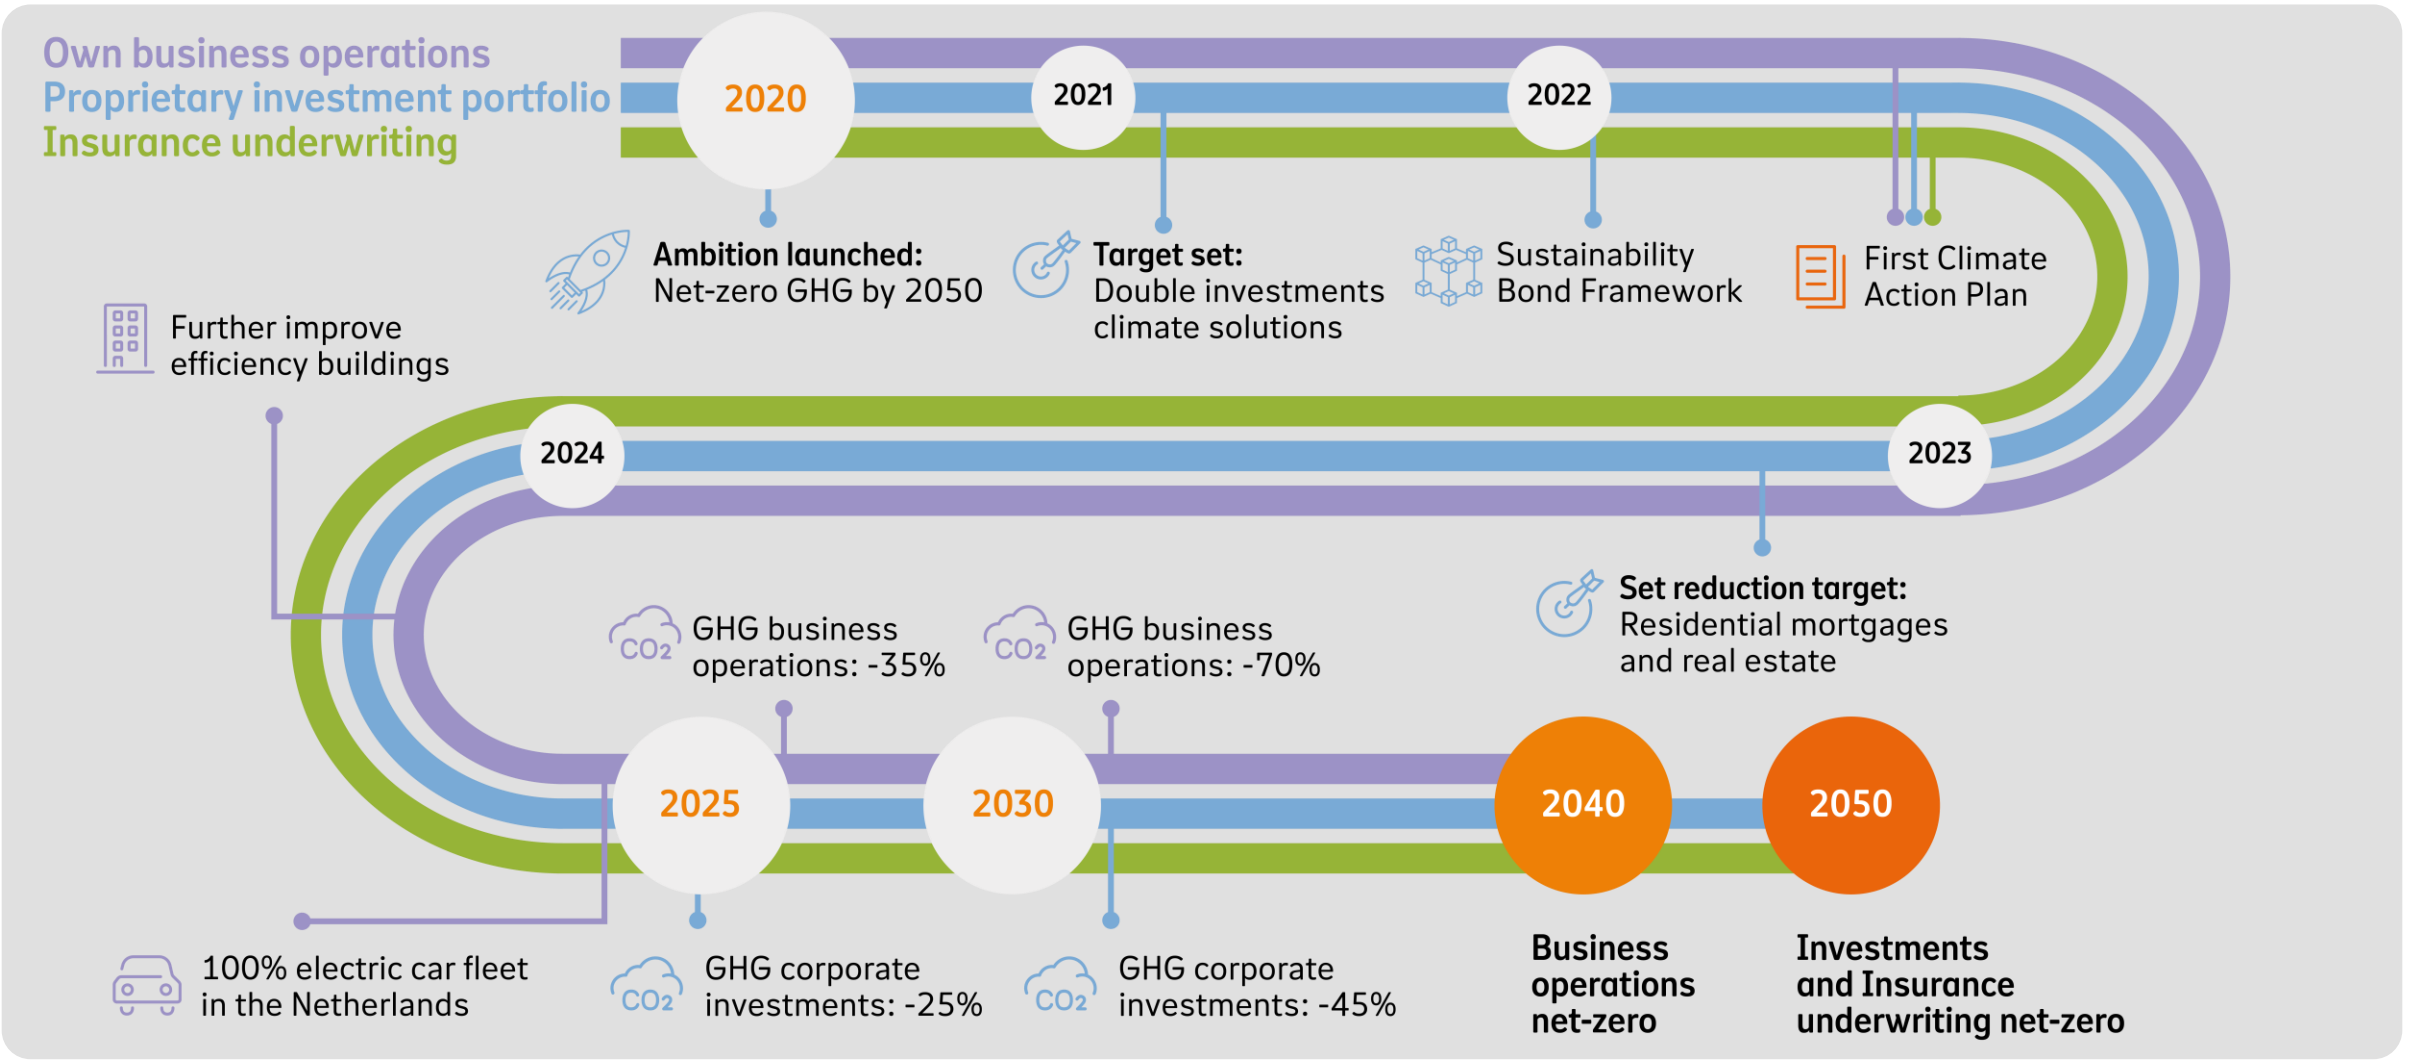 Own business operations
Proprietary investment portfolio
Insurance underwriting
2020
2021
2022
Ambition launched:
Net-zero GHG by 2050
Target set:
Double investments
climate solutions
Sustainability
Bond Framework
First Climate
Action Plan
Further improve
efficiency buildings
2024
2023
Set reduction target:
Residential mortgages
and real estate
CO2
GHG business
operations: -35%
CO2
GHG business
operations: -70%
2025
2030
2040
2050
100% electric car fleet
in the Netherlands
CO2
GHG corporate
investments: -25%
CO2
GHG corporate
investments: -45%
Business
operations
net-zero
Investments
and Insurance
underwriting net-zero